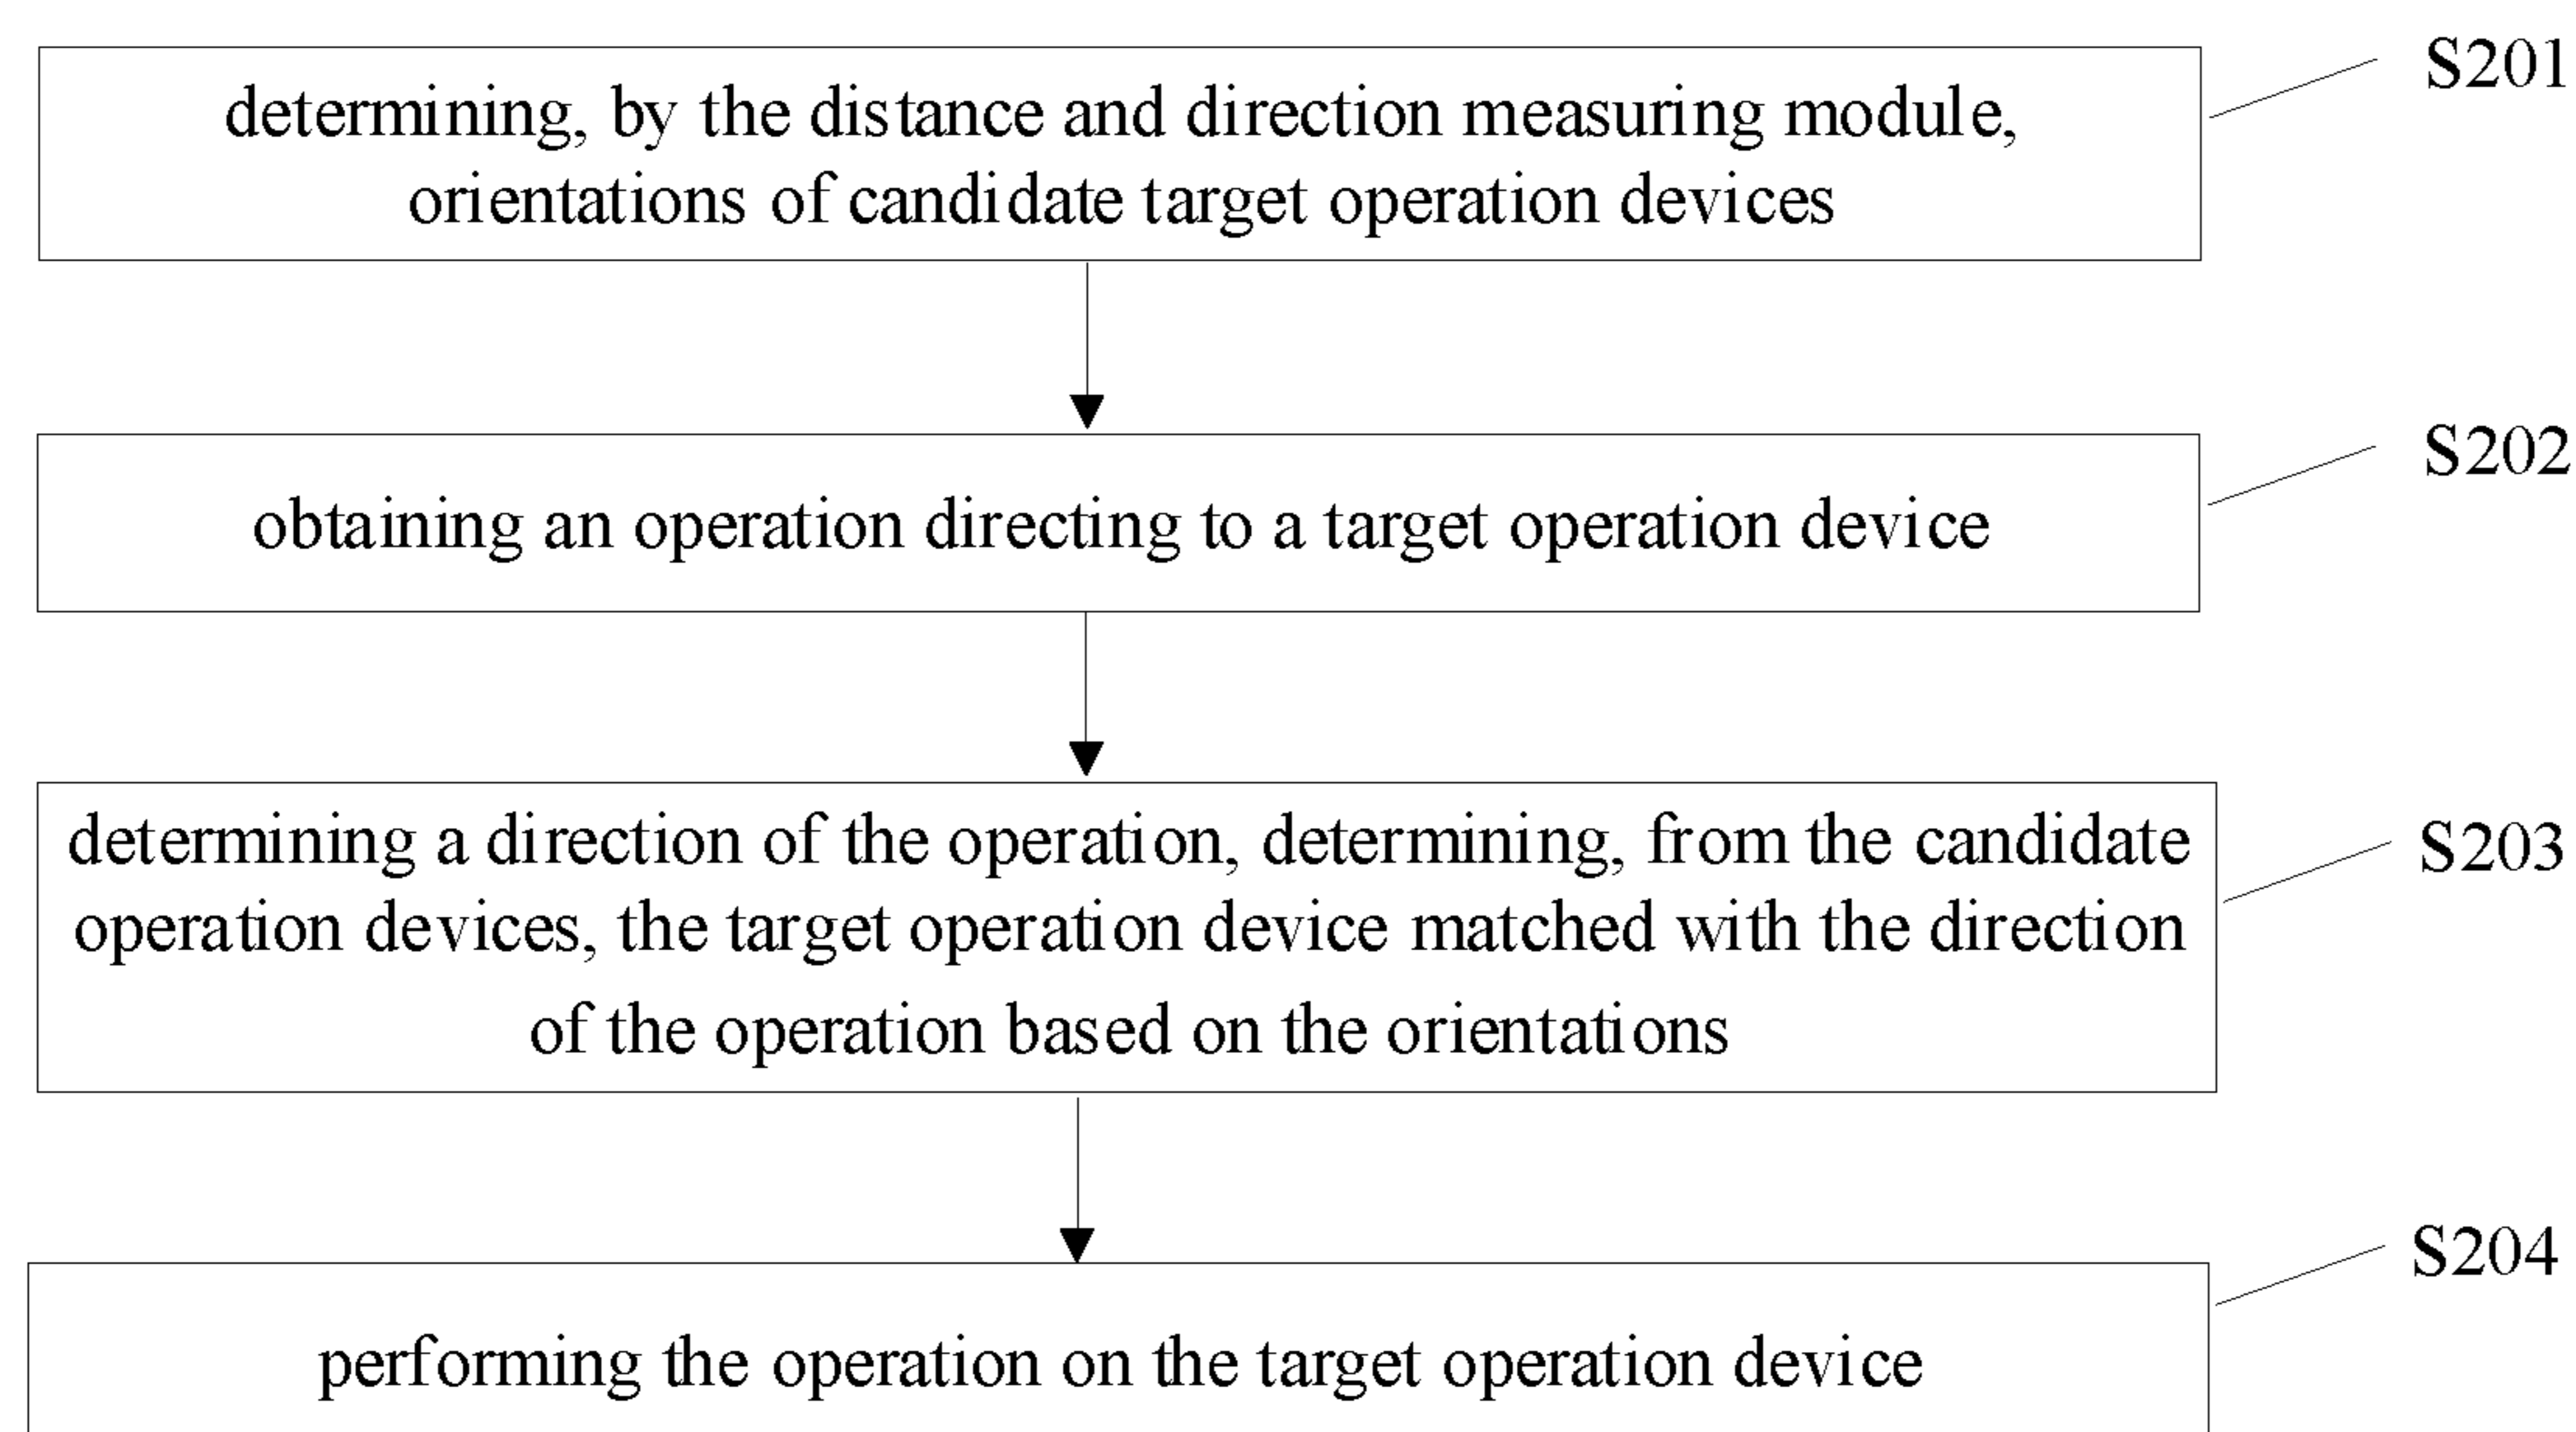 determining, by the distance and direction measuring module,
orientations of candidate target operation devices
S201
obtaining an operation directing to a target operation device
S202
determining a direction of the operation, determining, from the candidate
operation devices, the target operation device matched with the direction
of the operation based on the orientations
S203
performing the operation on the target operation device
S204